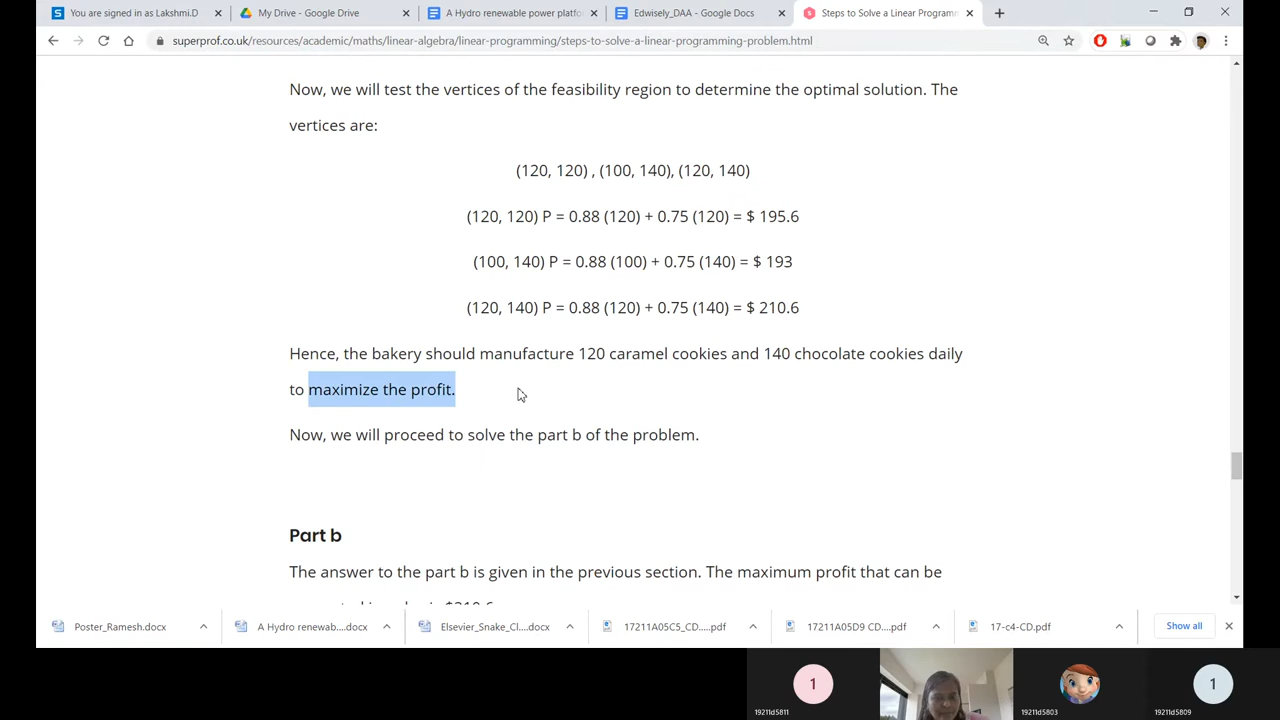 You are signed in as Lakshmi.D
My Drive - Google Drive
A Hydro renewable power platfo
Edwisely_DAA - Google Docs
Steps to Solve a Linear Programm
superprof.co.uk/resources/academic/maths/linear-algebra/linear-programming/steps-to-solve-a-linear-programming-problem.html
Now, we will test the vertices of the feasibility region to determine the optimal solution. The
vertices are:
(120, 120) , (100, 140), (120, 140)
(120, 120) P = 0.88 (120) + 0.75 (120) = $ 195.6
(100, 140) P = 0.88 (100) + 0.75 (140) = $ 193
(120, 140) P = 0.88 (120) + 0.75 (140) = $ 210.6
Hence, the bakery should manufacture 120 caramel cookies and 140 chocolate cookies daily
to maximize the profit.
Now, we will proceed to solve the part b of the problem.
Part b
The answer to the part b is given in the previous section. The maximum profit that can be
Poster_Ramesh.docx
A Hydro renewab....docx
Elsevier_Snake_Cl....docx
17211A05C5_CD.....pdf
17211A05D9 CD....pdf
17-c4-CD.pdf
Show all
1
1
19211d5811
19211d5803
19211d5809